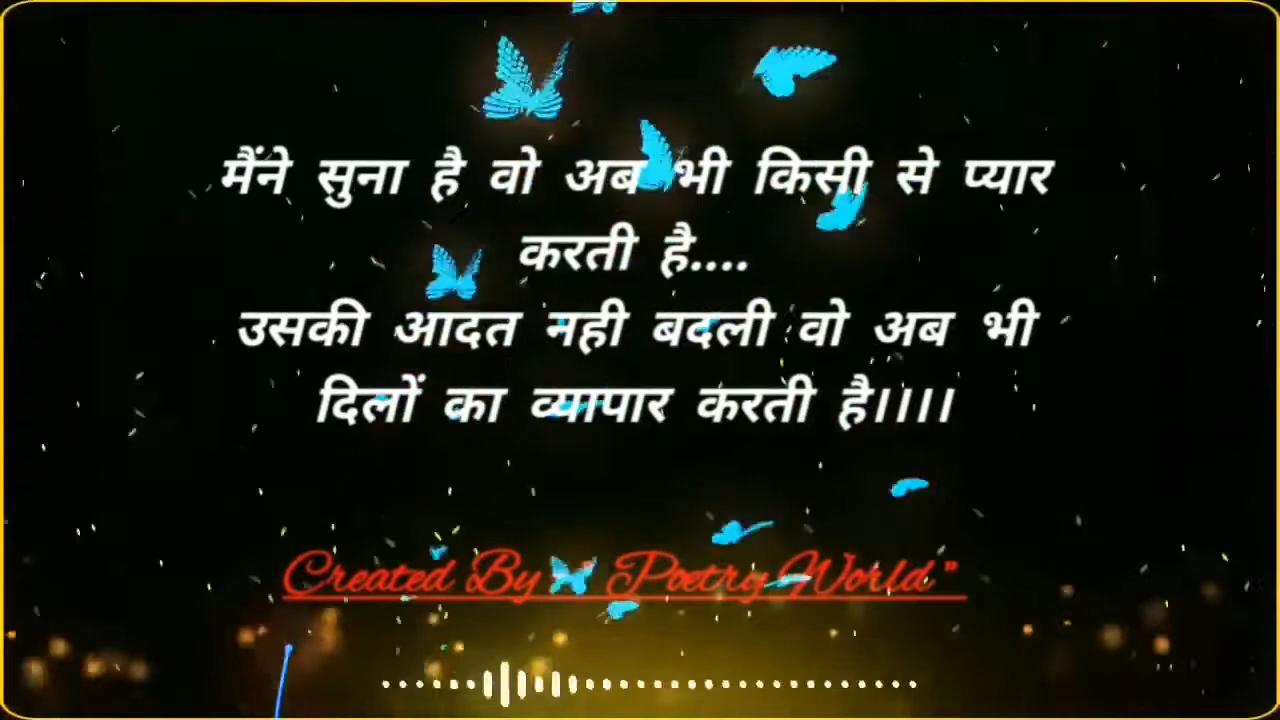 मैंने सुना है वो अब भी किसी से प्यार
करती है....
उसकी आदत नही बदली वो अब भी
दिलों का व्यापार करती है।।।।
Created By " Poetry World"